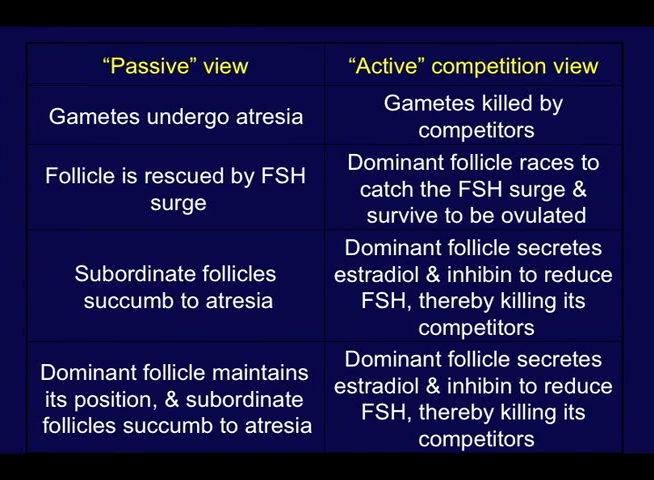 “Passive” view
“Active” competition view
Gametes undergo atresia
Gametes killed by
competitors
Follicle is rescued by FSH
surge
Dominant follicle races to
catch the FSH surge &
survive to be ovulated
Subordinate follicles
succumb to atresia
Dominant follicle secretes
estradiol & inhibin to reduce
FSH, thereby killing its
competitors
Dominant follicle maintains
its position, & subordinate
follicles succumb to atresia
Dominant follicle secretes
estradiol & inhibin to reduce
FSH, thereby killing its
competitors